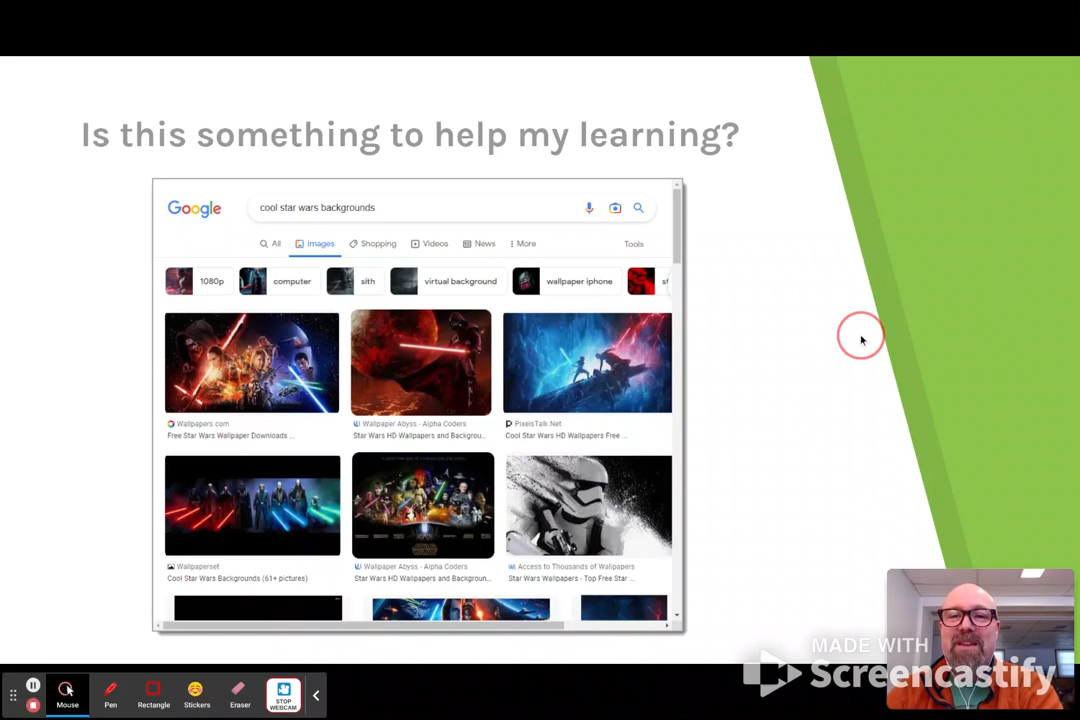 Is this something to help my learning?
Google
cool star wars backgrounds
All Images Shopping Videos News More Tools
1080p computer sith virtual background wallpaper iphone
Wallpapers.com Wallpaper Abyss - Alpha Coders PixelsTalk.Net
Free Star Wars Wallpaper Downloads ... Star Wars HD Wallpapers and Backgrou... Cool Star Wars HD Wallpapers Free ...
STAR WARS
Wallpaperset Wallpaper Abyss - Alpha Coders Access to Thousands of Wallpapers
Cool Star Wars Backgrounds (61+ pictures) Star Wars HD Wallpapers and Backgroun... Star Wars Wallpapers - Top Free Star ...
MADE WITH
Screencastify
Mouse Pen Rectangle Stickers Eraser STOP WEBCAM